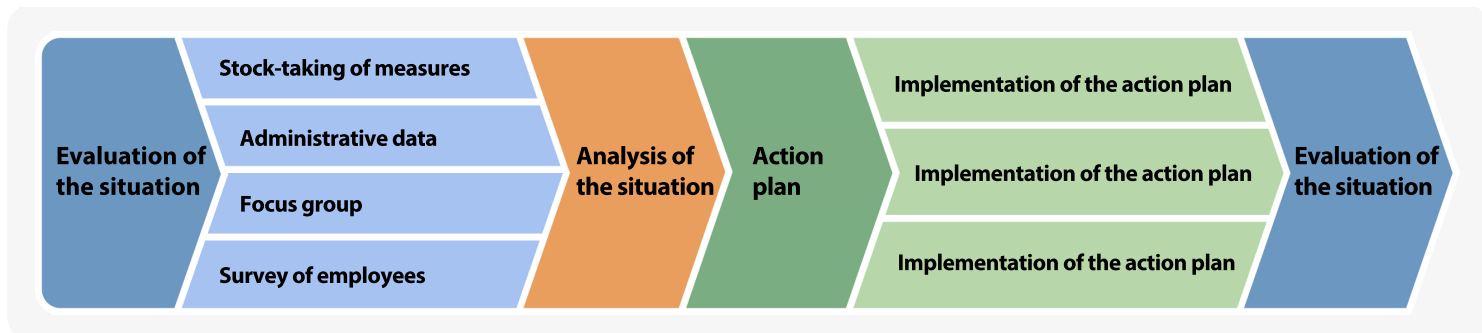 Evaluation of
the situation
Stock-taking of measures
Administrative data
Focus group
Survey of employees
Analysis of
the situation
Action
plan
Implementation of the action plan
Implementation of the action plan
Implementation of the action plan
Evaluation of
the situation